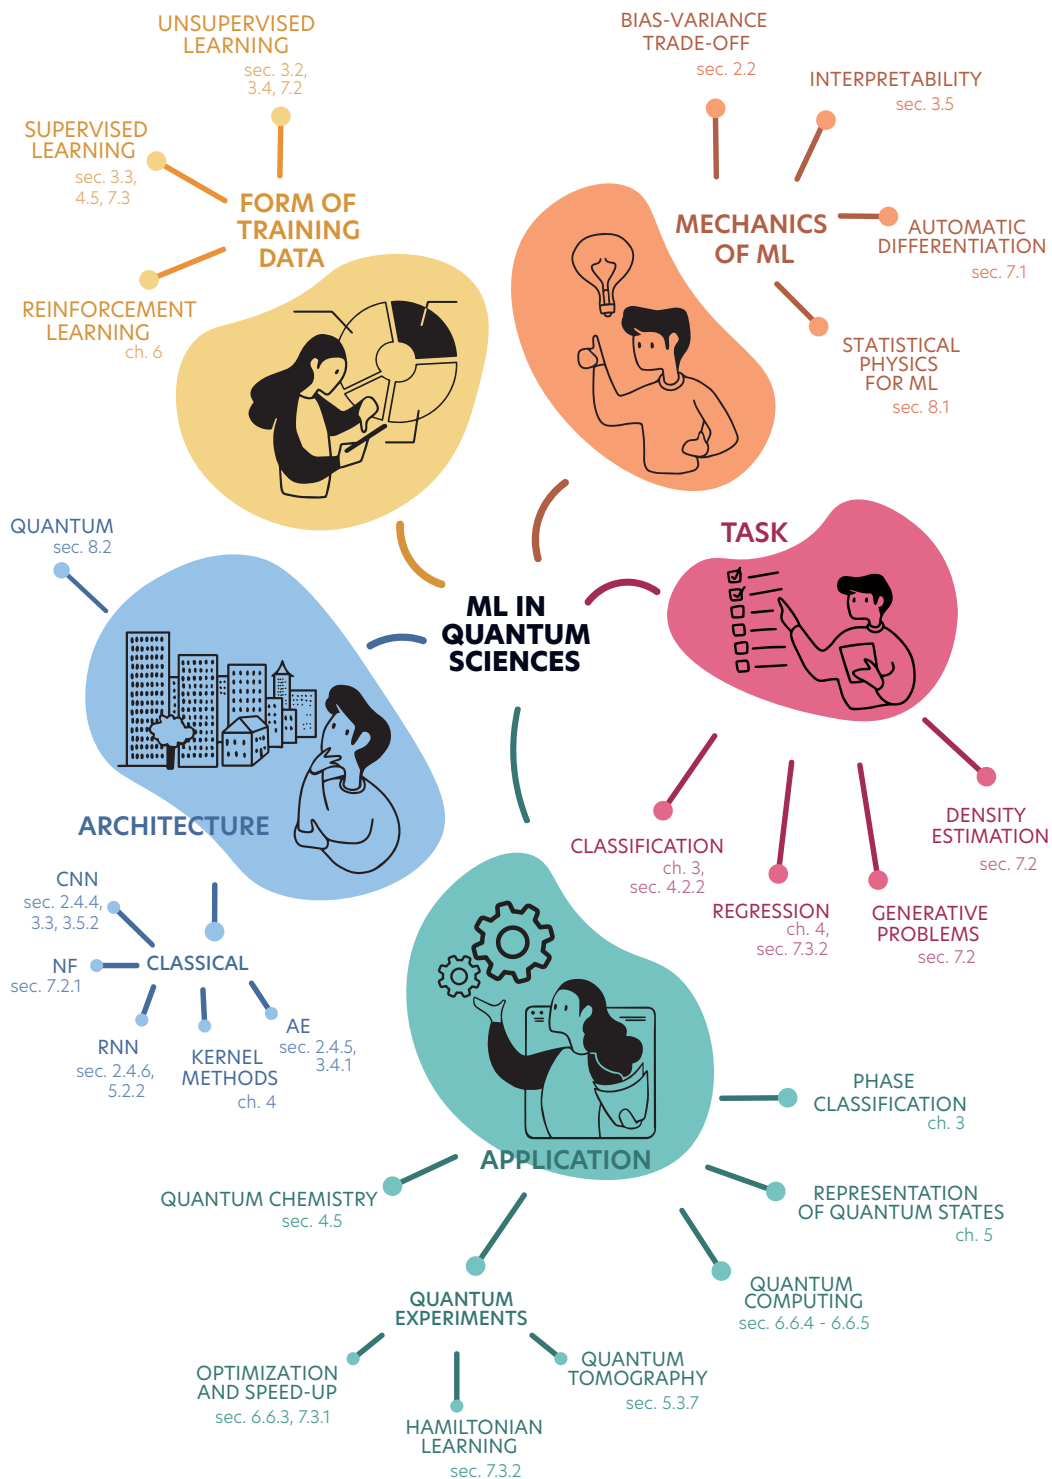 UNSUPERVISED
LEARNING
sec. 3.2,
3.4, 7.2
SUPERVISED
LEARNING
sec. 3.3,
4.5, 7.3
FORM OF
TRAINING
DATA
REINFORCEMENT
LEARNING
ch. 6
BIAS-VARIANCE
TRADE-OFF
sec. 2.2
INTERPRETABILITY
sec. 3.5
MECHANICS
OF ML
AUTOMATIC
DIFFERENTIATION
sec. 7.1
STATISTICAL
PHYSICS
FOR ML
sec. 8.1
QUANTUM
sec. 8.2
TASK
ML IN
QUANTUM
SCIENCES
ARCHITECTURE
CNN
sec. 2.4.4,
3.3, 3.5.2
NF
sec. 7.2.1
CLASSICAL
RNN
sec. 2.4.6,
5.2.2
KERNEL
METHODS
ch. 4
AE
sec. 2.4.5,
3.4.1
CLASSIFICATION
ch. 3,
sec. 4.2.2
REGRESSION
ch. 4,
sec. 7.3.2
GENERATIVE
PROBLEMS
sec. 7.2
DENSITY
ESTIMATION
sec. 7.2
APPLICATION
PHASE
CLASSIFICATION
ch. 3
REPRESENTATION
OF QUANTUM STATES
ch. 5
QUANTUM
COMPUTING
sec. 6.6.4 - 6.6.5
QUANTUM CHEMISTRY
sec. 4.5
QUANTUM
EXPERIMENTS
OPTIMIZATION
AND SPEED-UP
sec. 6.6.3, 7.3.1
HAMILTONIAN
LEARNING
sec. 7.3.2
QUANTUM
TOMOGRAPHY
sec. 5.3.7